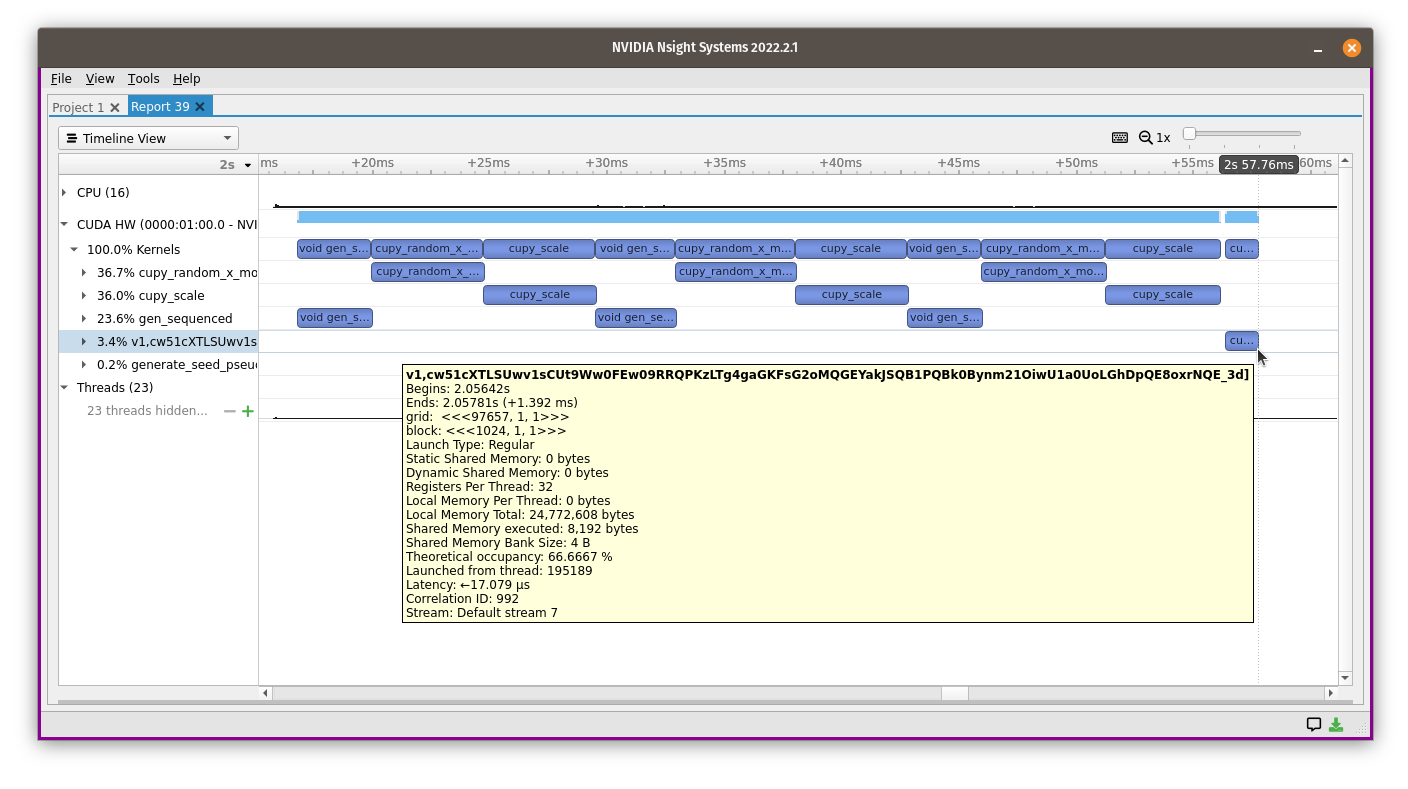 NVIDIA Nsight Systems 2022.2.1
File View Tools Help
Project 1 Report 39
Timeline View 1x
2s ms +20ms +25ms +30ms +35ms +40ms +45ms +50ms +55ms 2s 57.76ms 60ms
CPU (16)
CUDA HW (0000:01:00.0 - NVI
100.0% Kernels void gen_s... cupy_random_x_... cupy_scale void gen_s... cupy_random_x_m... cupy_scale void gen_s... cupy_random_x_m... cupy_scale cu...
36.7% cupy_random_x_mo cupy_random_x_... cupy_random_x_m... cupy_random_x_mo...
36.0% cupy_scale cupy_scale cupy_scale cupy_scale
23.6% gen_sequenced void gen_s... void gen_se... void gen_s...
3.4% v1,cw51cXTLSUwv1s cu...
0.2% generate_seed_pseu
Threads (23)
23 threads hidden...
v1,cw51cXTLSUwv1sCUt9Ww0FEw09RRQPKzLTg4gaGKFsG2oMQGEYakJSQB1PQBk0Bynm21OiwU1a0UoLGhDpQE8oxrNQE_3d]
Begins: 2.05642s
Ends: 2.05781s (+1.392 ms)
grid: <<<97657, 1, 1>>>
block: <<<1024, 1, 1>>>
Launch Type: Regular
Static Shared Memory: 0 bytes
Dynamic Shared Memory: 0 bytes
Registers Per Thread: 32
Local Memory Per Thread: 0 bytes
Local Memory Total: 24,772,608 bytes
Shared Memory executed: 8,192 bytes
Shared Memory Bank Size: 4 B
Theoretical occupancy: 66.6667 %
Launched from thread: 195189
Latency: ←17.079 μs
Correlation ID: 992
Stream: Default stream 7